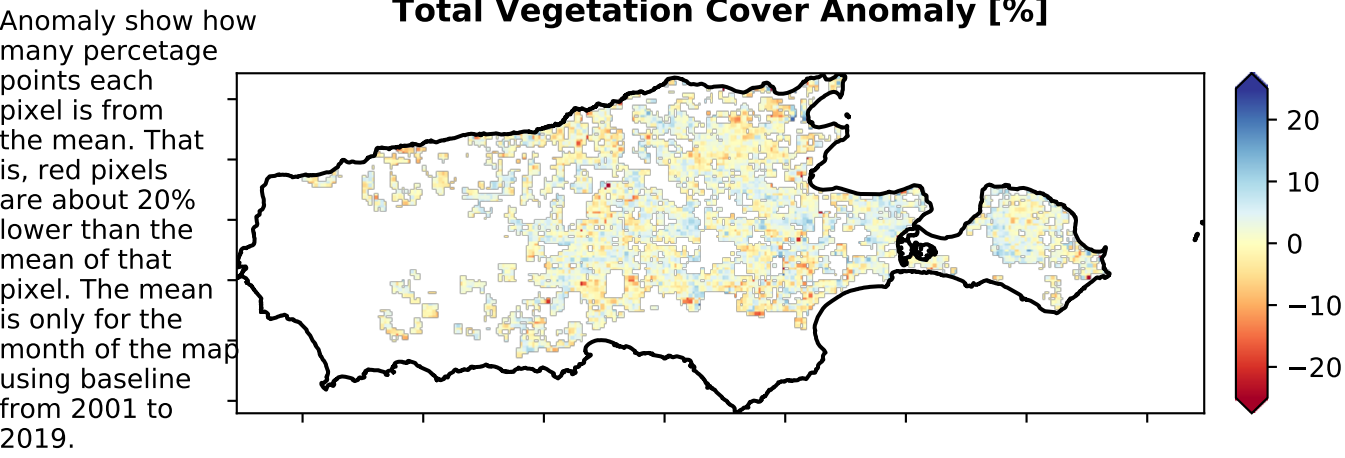 Total Vegetation Cover Anomaly [%]
Anomaly show how
many percetage
points each
pixel is from
the mean. That
is, red pixels
are about 20%
lower than the
mean of that
pixel. The mean
is only for the
month of the map
using baseline
from 2001 to
2019.
20
10
0
−10
−20